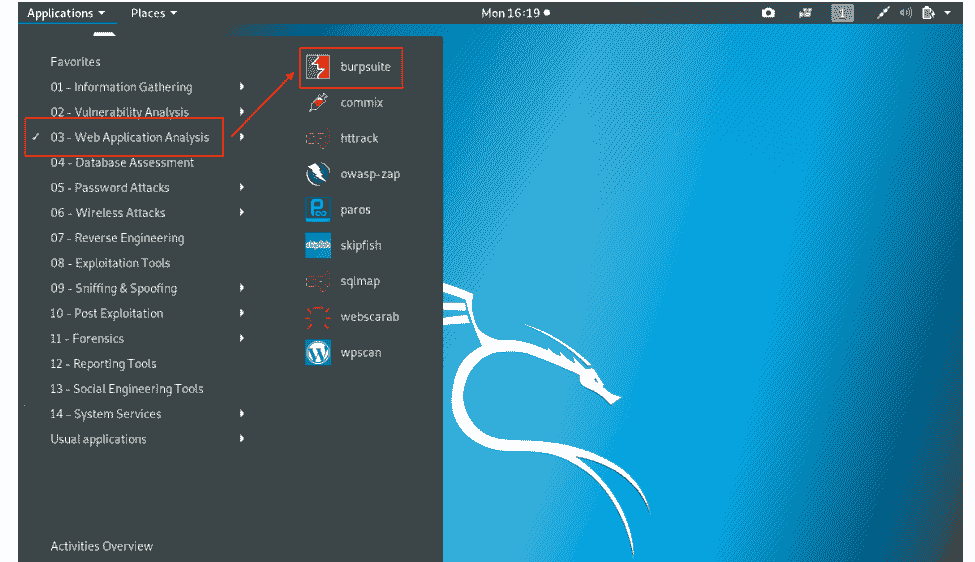 Applications Places Mon 16:19 1
Favorites
01 - Information Gathering
02 - Vulnerability Analysis
03 - Web Application Analysis
04 - Database Assessment
05 - Password Attacks
06 - Wireless Attacks
07 - Reverse Engineering
08 - Exploitation Tools
09 - Sniffing & Spoofing
10 - Post Exploitation
11 - Forensics
12 - Reporting Tools
13 - Social Engineering Tools
14 - System Services
Usual applications
Activities Overview
burpsuite
commix
httrack
owasp-zap
paros
skipfish
skipfish
sqlmap
webscarab
wpscan